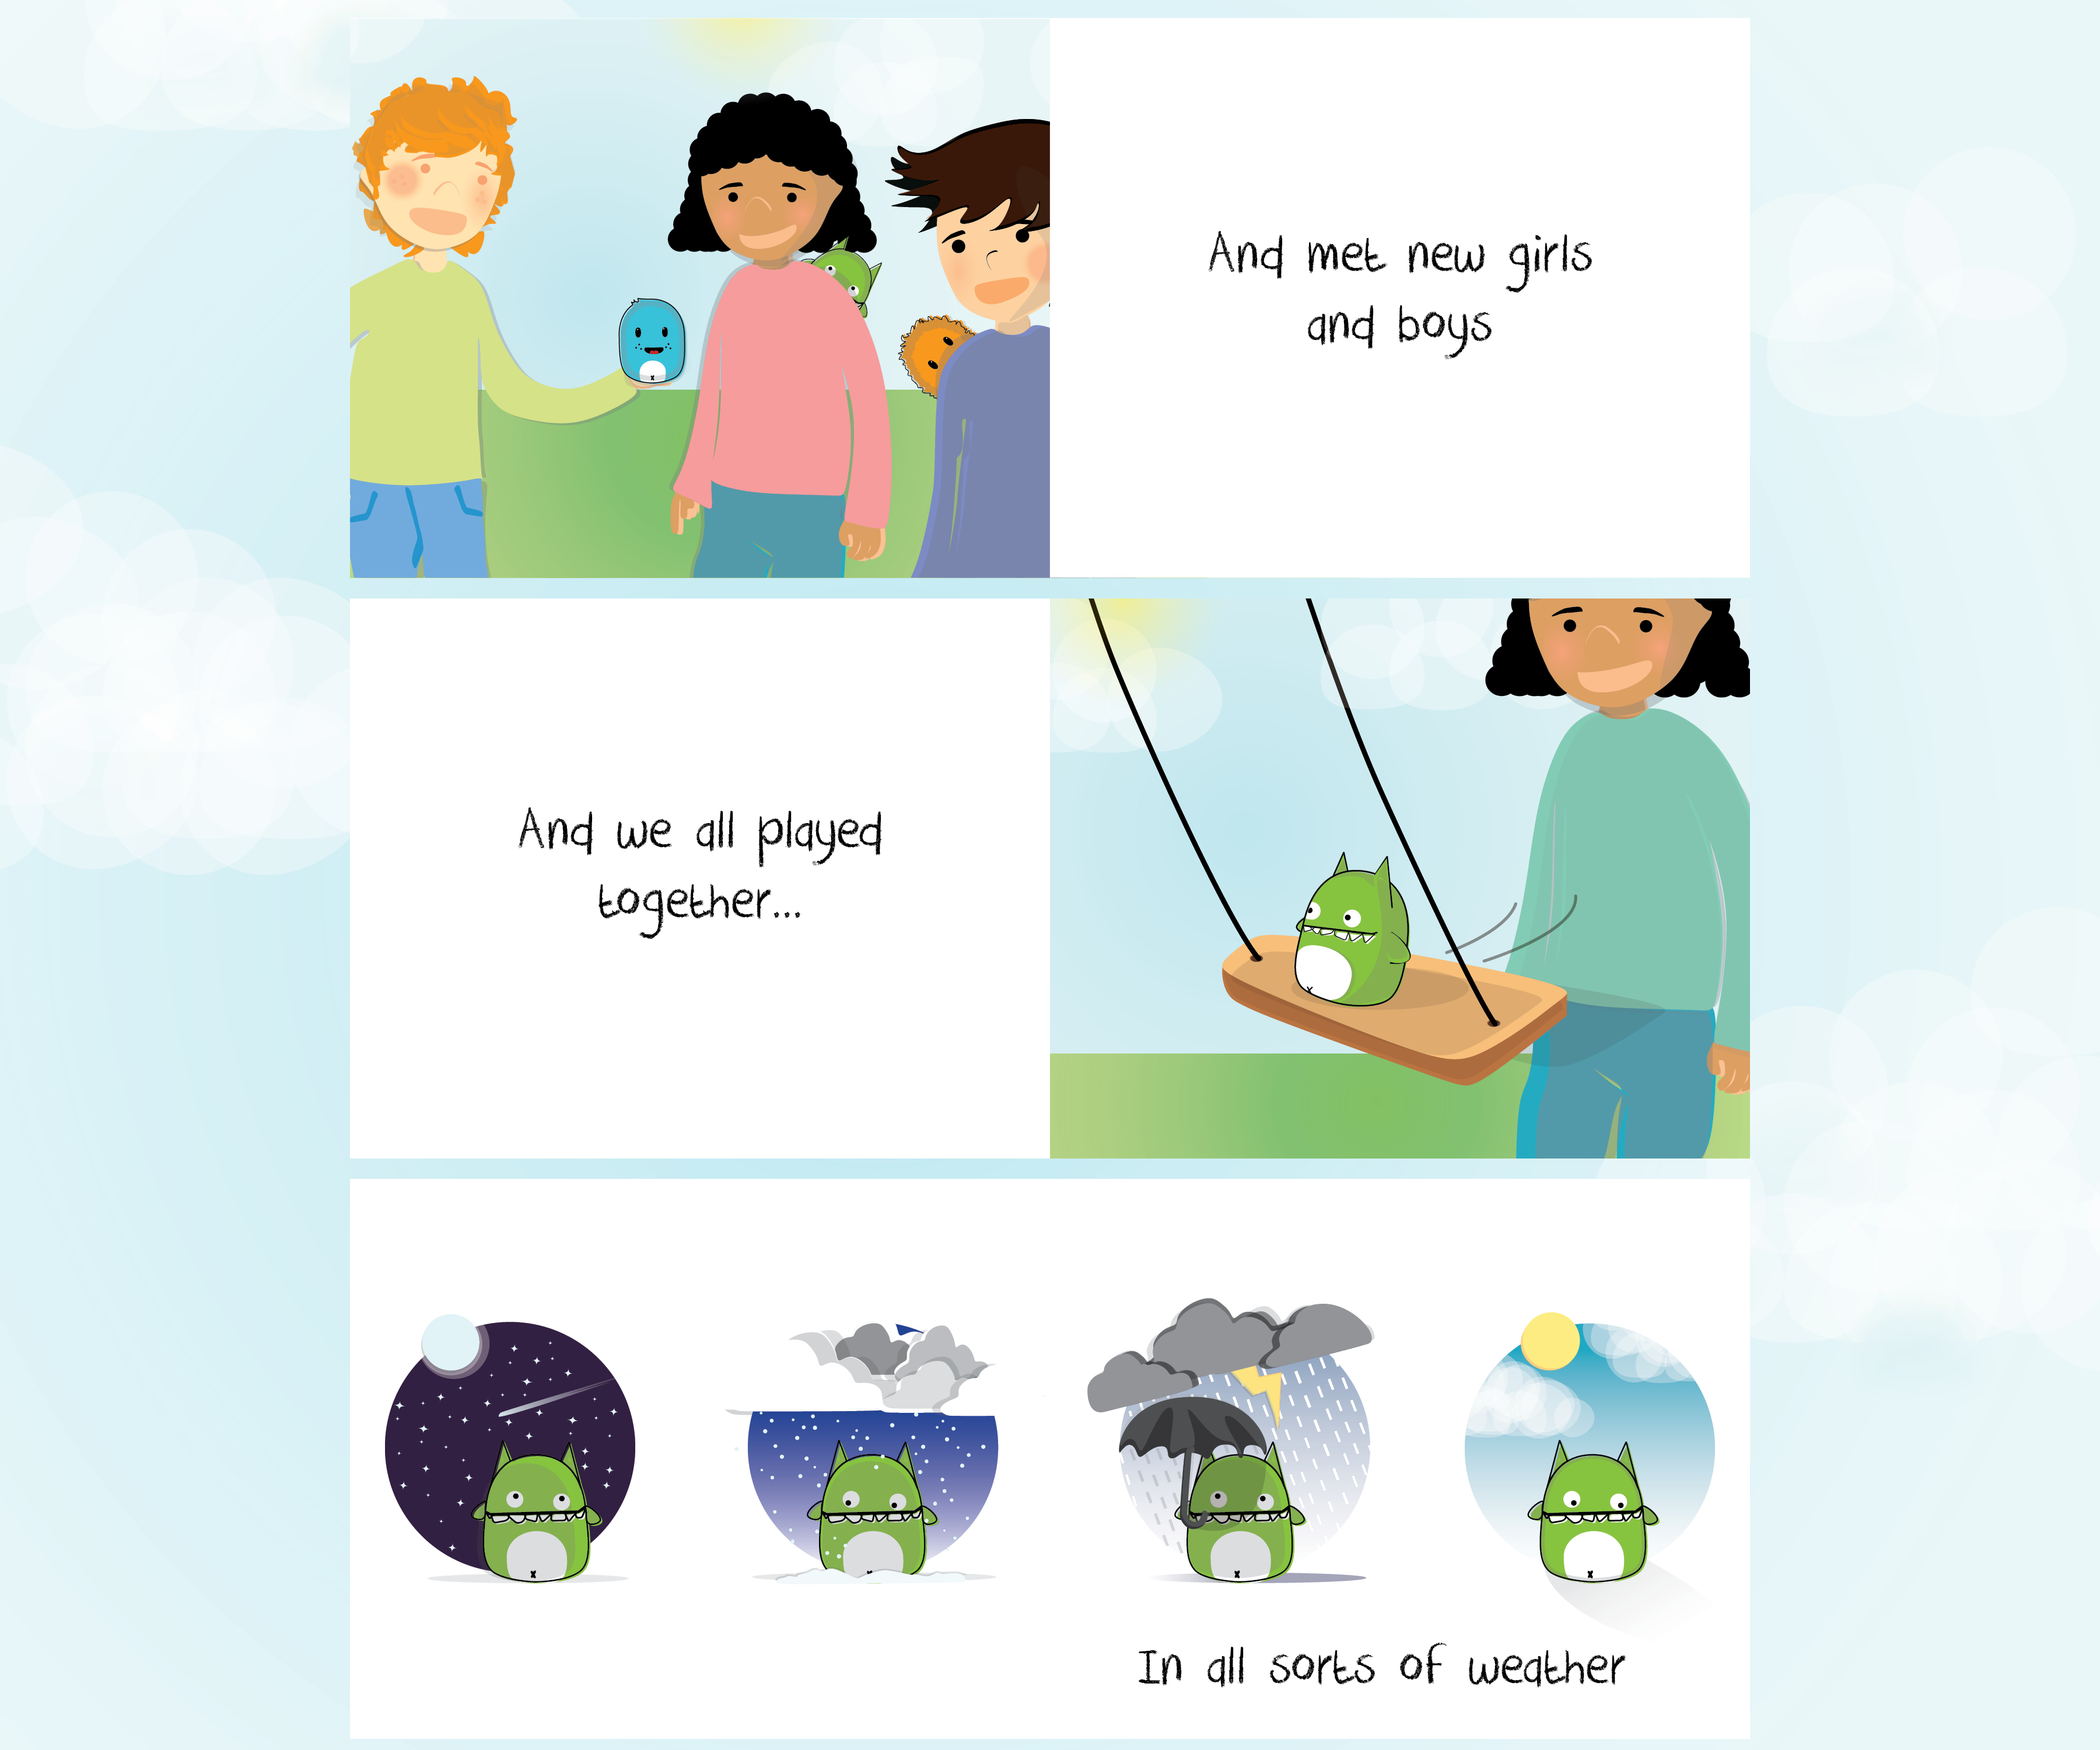 And met new girls
and boys
And we all played
together...
In all sorts of weather